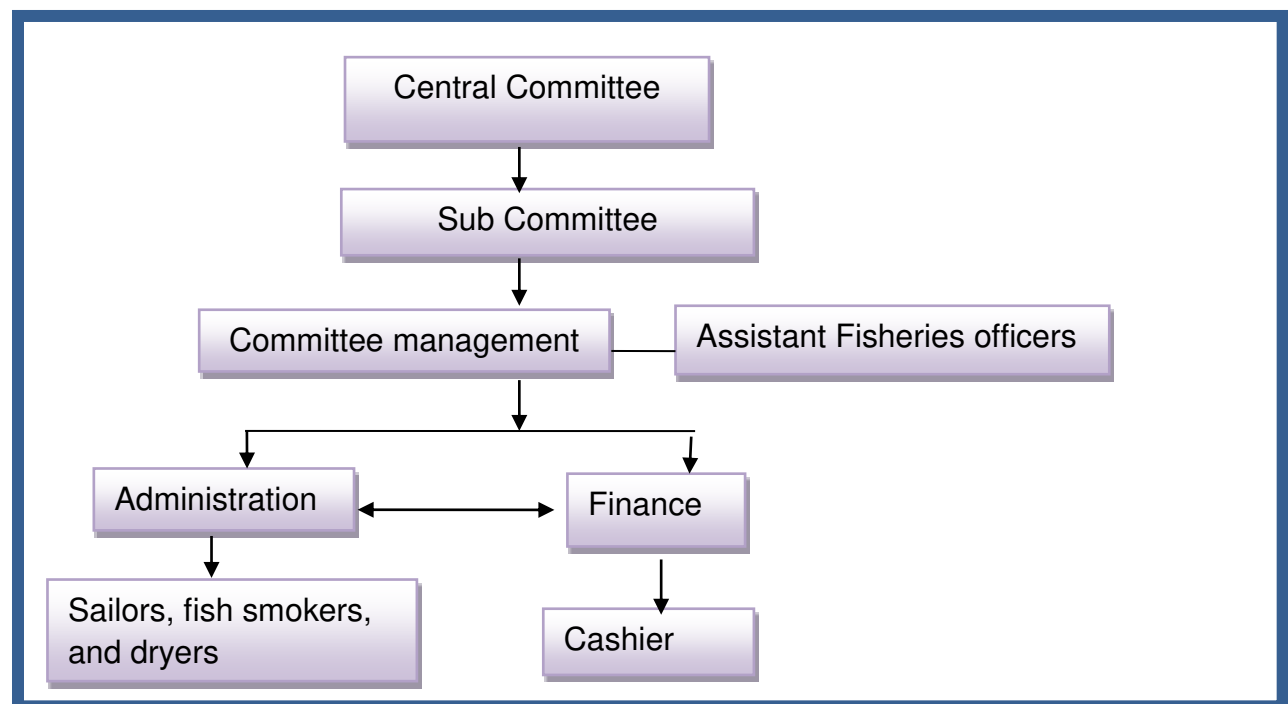 Central Committee
Sub Committee
Committee management
Assistant Fisheries officers
Administration
Finance
Sailors, fish smokers,
and dryers
Cashier